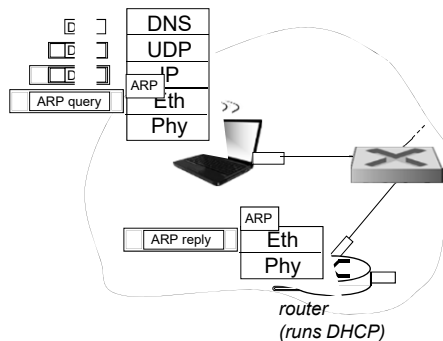 DNS
UDP
IP
ARP
Eth
Phy
ARP query
ARP
Eth
Phy
ARP reply
router
(runs DHCP)